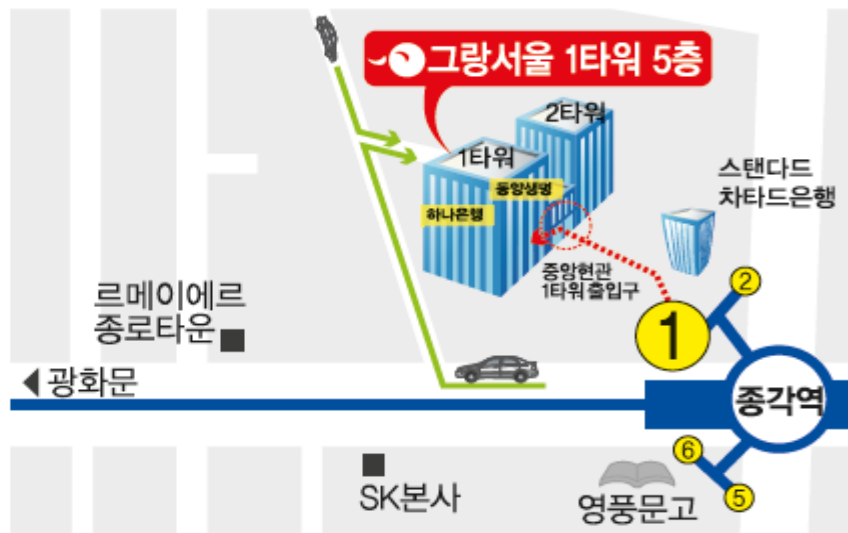 그랑서울 1타워 5층
2타워
1타워
동양생명
하나은행
스탠다드
차타드은행
중앙현관
1타워 출입구
르메이에르
종로타운
2
1
광화문
종각역
6
5
SK본사
영풍문고